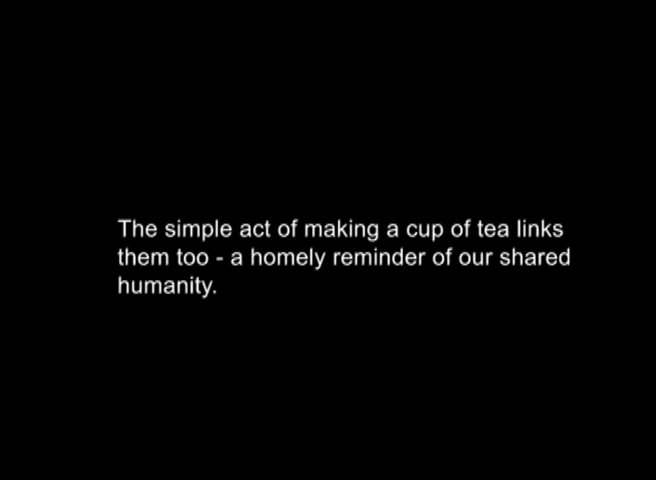 The simple act of making a cup of tea links
them too - a homely reminder of our shared
humanity.